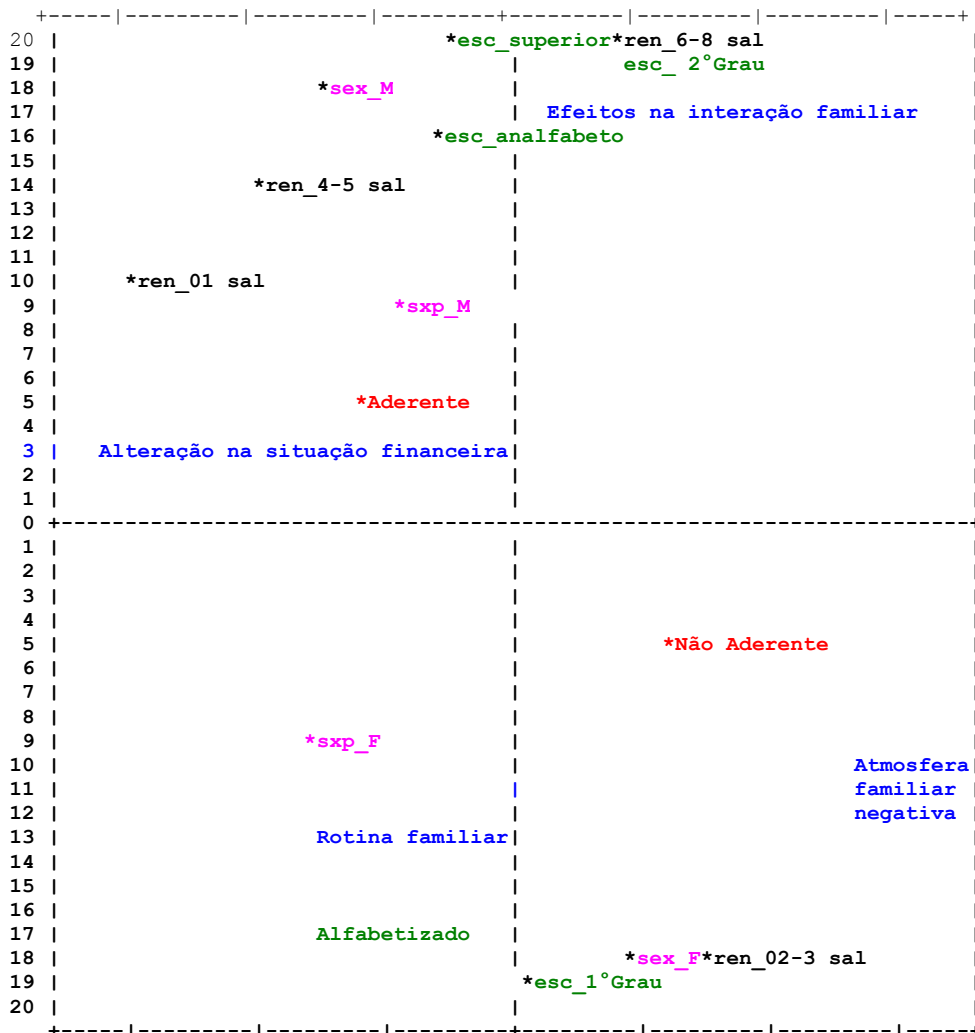 +-----|---------|---------|---------+---------|---------|---------|-----+
20 | *esc_superior*ren_6-8 sal |
19 | | esc_ 2°Grau |
18 | *sex_M | |
17 | Efeitos na interação familiar |
16 | *esc_analfabeto |
15 | | |
14 | *ren_4-5 sal | |
13 | | |
12 | | |
11 | | |
10 | *ren_01 sal | |
9 | *sxp_M |
8 | | |
7 | | |
6 | | |
5 | *Aderente | |
4 | | |
3 | Alteração na situação financeira| |
2 | | |
1 | | |
0 +-----------------------------------------------------------------------
1 | | |
2 | | |
3 | | |
4 | | |
5 | | *Não Aderente |
6 | | |
7 | | |
8 | | |
9 | *sxp_F | |
10 | | Atmosfera|
11 | | familiar |
12 | | negativa |
13 | Rotina familiar| |
14 | | |
15 | | |
16 | | |
17 | Alfabetizado | |
18 | | *sex_F*ren_02-3 sal |
19 | *esc_1°Grau |
20 | | |
+-----|---------|---------|---------+---------|---------|----------|-----